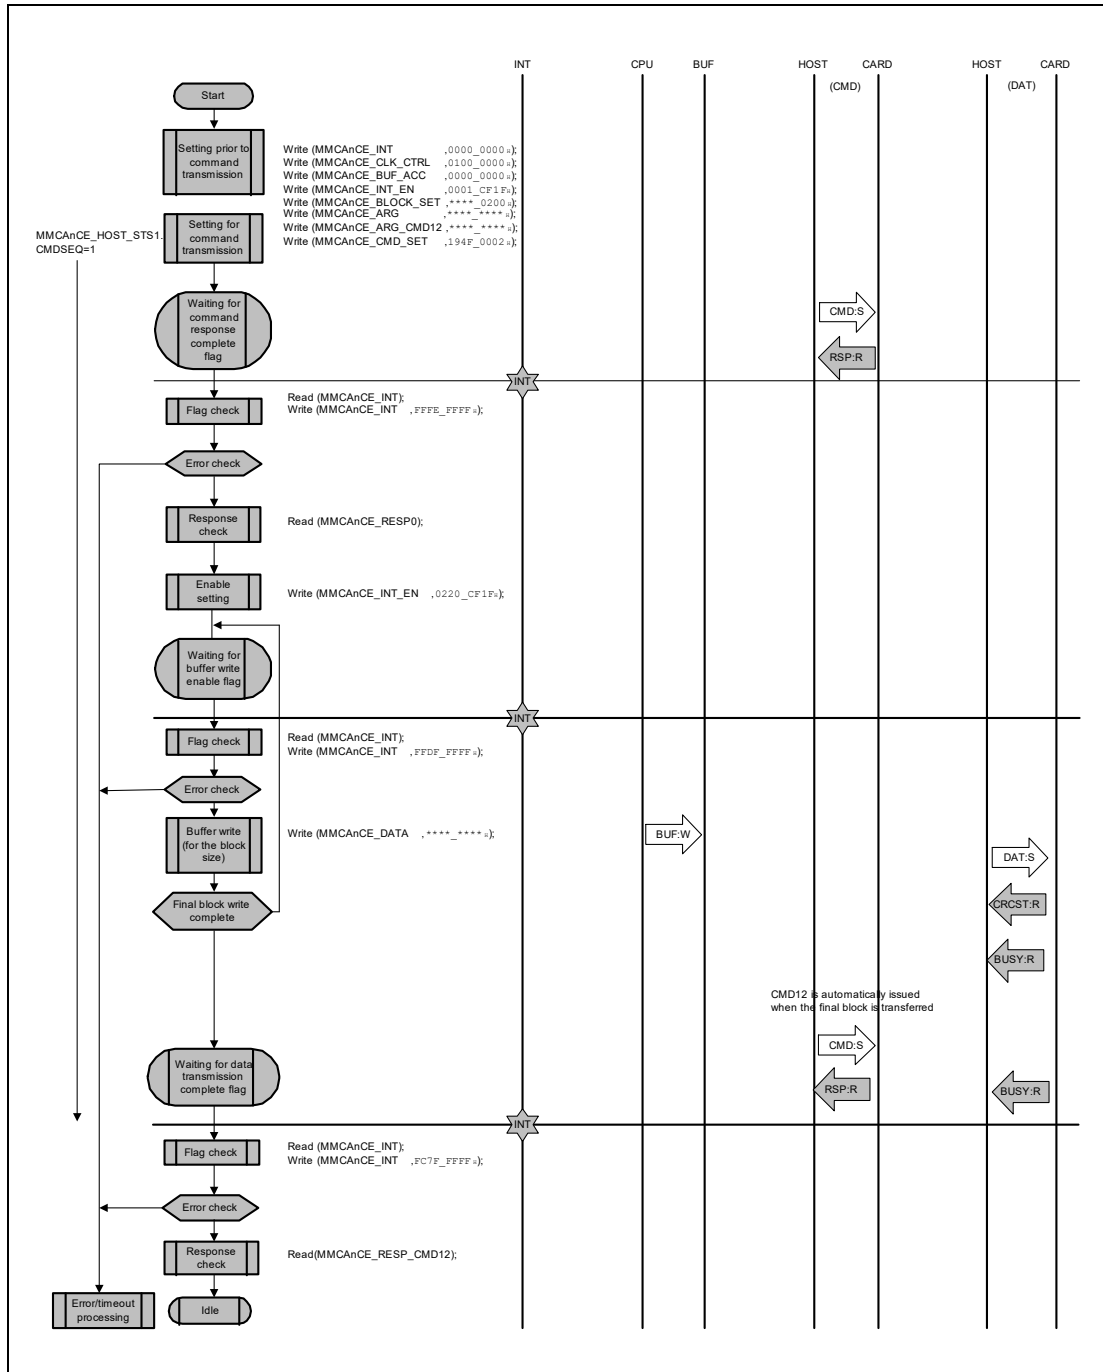 INT CPU BUF HOST CARD HOST CARD
(CMD) (DAT)
Start
Setting prior to
command
transmission
Write (MMCAnCE_INT ,0000_0000H);
Write (MMCAnCE_CLK_CTRL ,0100_0000H);
Write (MMCAnCE_BUF_ACC ,0000_0000H);
Write (MMCAnCE_INT_EN ,0001_CF1FH);
Write (MMCAnCE_BLOCK_SET ,****_0200H);
Write (MMCAnCE_ARG ,****_****H);
Write (MMCAnCE_ARG_CMD12 ,****_****H);
Write (MMCAnCE_CMD_SET ,194F_0002H);
MMCAnCE_HOST_STS1.
CMDSEQ=1
Setting for
command
transmission
Waiting for
command
response
complete
flag
CMD:S
RSP:R
INT
Flag check
Read (MMCAnCE_INT);
Write (MMCAnCE_INT ,FFFE_FFFFH);
Error check
Response
check
Read (MMCAnCE_RESP0);
Enable
setting
Write (MMCAnCE_INT_EN ,0220_CF1FH);
Waiting for
buffer write
enable flag
INT
Flag check
Read (MMCAnCE_INT);
Write (MMCAnCE_INT ,FFDF_FFFFH);
Error check
Buffer write
(for the block
size)
Write (MMCAnCE_DATA ,****_****H);
BUF:W
DAT:S
Final block write
complete
CRCST:R
BUSY:R
CMD12 is automatically issued
when the final block is transferred
CMD:S
Waiting for data
transmission
complete flag
RSP:R
BUSY:R
INT
Flag check
Read (MMCAnCE_INT);
Write (MMCAnCE_INT ,FC7F_FFFFH);
Error check
Response
check
Read(MMCAnCE_RESP_CMD12);
Error/timeout
processing
Idle